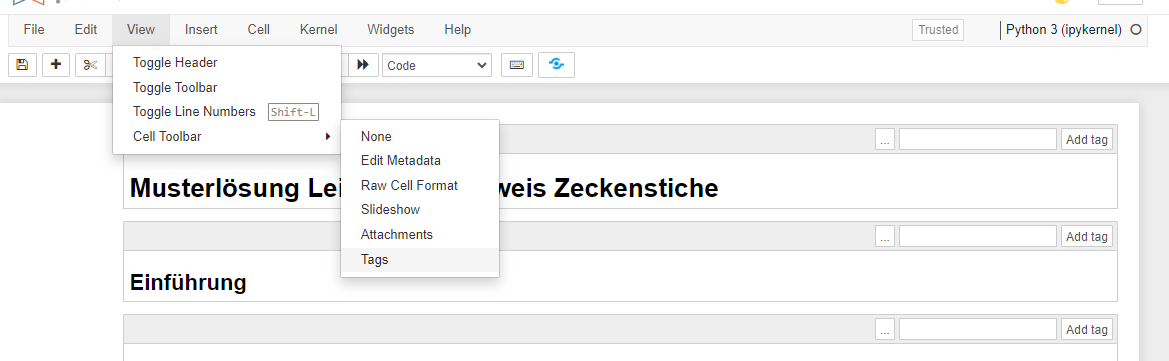 File Edit View Insert Cell Kernel Widgets Help Trusted Python 3 (ipykernel)
Code
Toggle Header
Toggle Toolbar
Toggle Line Numbers Shift-L
Cell Toolbar
None
Edit Metadata
Raw Cell Format
Slideshow
Attachments
Tags
... Add tag
Musterlösung Lei weis Zeckenstiche
... Add tag
Einführung
... Add tag